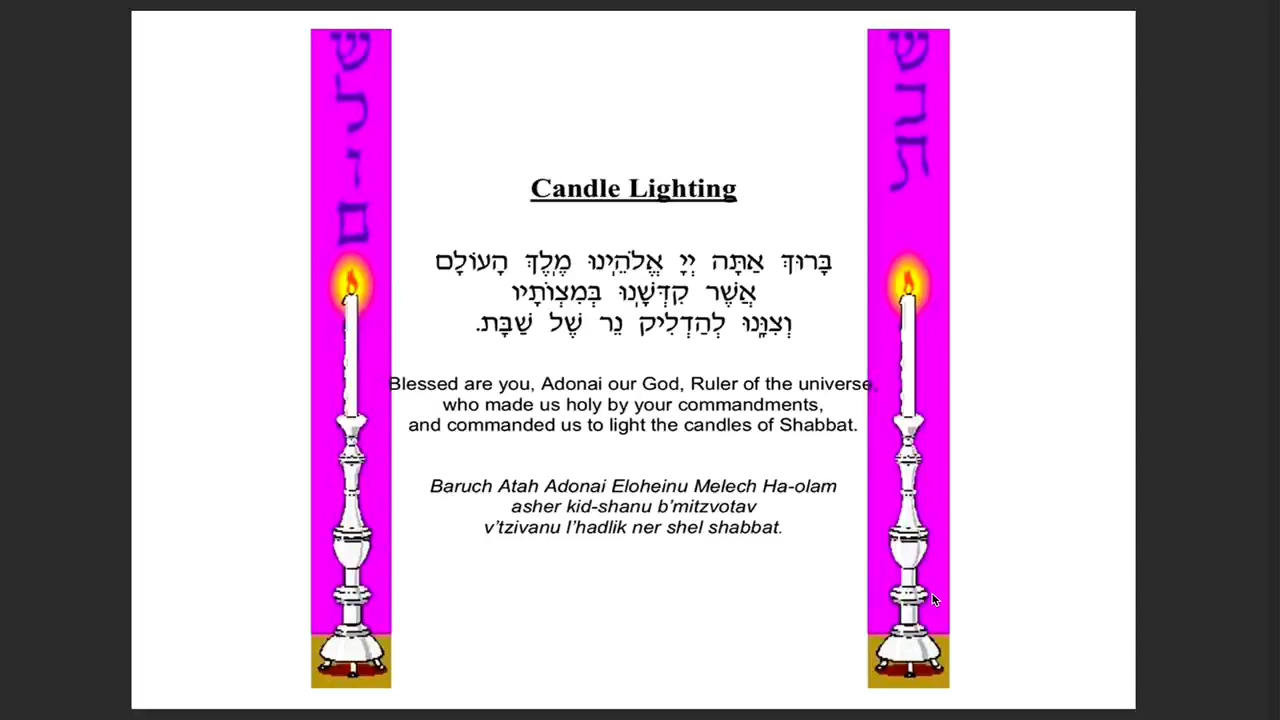 ש
ל
ו
ם
ש
ב
ת
Candle Lighting
בָּרוּךְ אַתָּה יְיָ אֱלֹהֵֽינוּ מֶֽלֶךְ הָעוֹלָם
אֲשֶׁר קִדְּשָֽׁנוּ בְּמִצְוֹתָיו
וְצִוָּֽנוּ לְהַדְלִיק נֵר שֶׁל שַׁבָּת.
Blessed are you, Adonai our God, Ruler of the universe,
who made us holy by your commandments,
and commanded us to light the candles of Shabbat.
Baruch Atah Adonai Eloheinu Melech Ha-olam
asher kid-shanu b’mitzvotav
v’tzivanu l’hadlik ner shel shabbat.